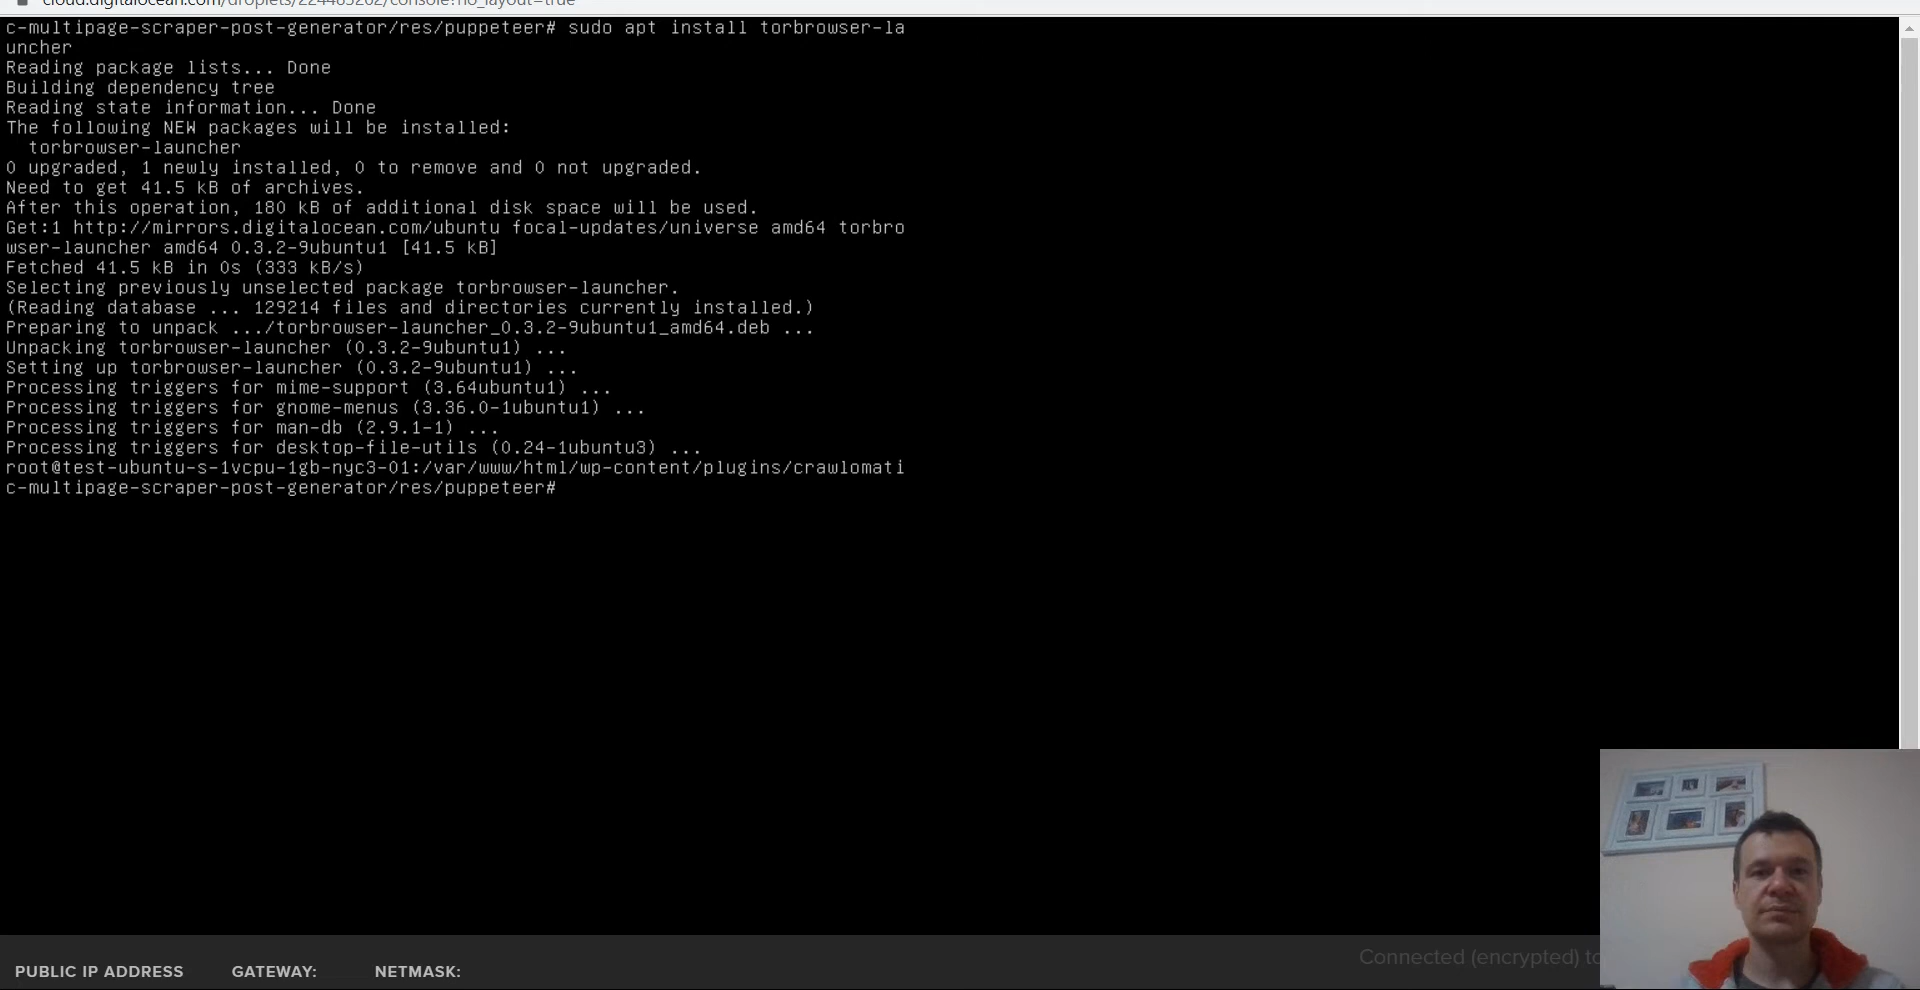 cloud.digitalocean.com/droplets/224485262/console?no_layout=true
c-multipage-scraper-post-generator/res/puppeteer# sudo apt install torbrowser-la
uncher
Reading package lists... Done
Building dependency tree
Reading state information... Done
The following NEW packages will be installed:
  torbrowser-launcher
0 upgraded, 1 newly installed, 0 to remove and 0 not upgraded.
Need to get 41.5 kB of archives.
After this operation, 180 kB of additional disk space will be used.
Get:1 http://mirrors.digitalocean.com/ubuntu focal-updates/universe amd64 torbro
wser-launcher amd64 0.3.2-9ubuntu1 [41.5 kB]
Fetched 41.5 kB in 0s (333 kB/s)
Selecting previously unselected package torbrowser-launcher.
(Reading database ... 129214 files and directories currently installed.)
Preparing to unpack .../torbrowser-launcher_0.3.2-9ubuntu1_amd64.deb ...
Unpacking torbrowser-launcher (0.3.2-9ubuntu1) ...
Setting up torbrowser-launcher (0.3.2-9ubuntu1) ...
Processing triggers for mime-support (3.64ubuntu1) ...
Processing triggers for gnome-menus (3.36.0-1ubuntu1) ...
Processing triggers for man-db (2.9.1-1) ...
Processing triggers for desktop-file-utils (0.24-1ubuntu3) ...
root@test-ubuntu-s-1vcpu-1gb-nyc3-01:/var/www/html/wp-content/plugins/crawlomati
c-multipage-scraper-post-generator/res/puppeteer#
Connected (encrypted) to
PUBLIC IP ADDRESS GATEWAY: NETMASK: